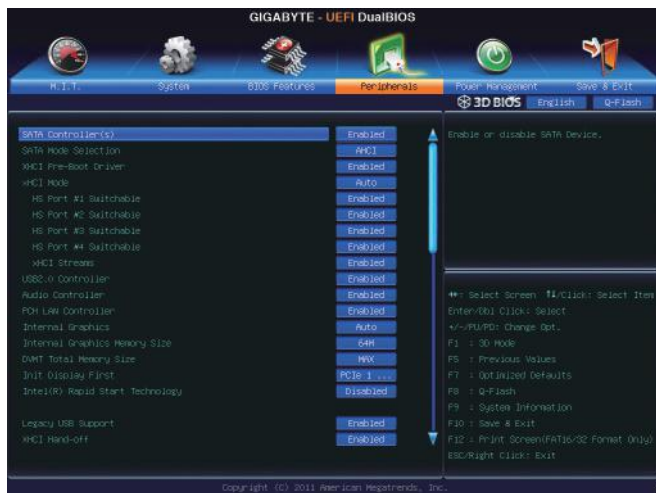 GIGABYTE - UEFI DualBIOS
M.I.T. System BIOS Features Peripherals Power Management Save & Exit
3D BIOS English Q-Flash
SATA Controller(s) Enabled
SATA Mode Selection AHCI
XHCI Pre-Boot Driver Enabled
xHCI Mode Auto
HS Port #1 Switchable Enabled
HS Port #2 Switchable Enabled
HS Port #3 Switchable Enabled
HS Port #4 Switchable Enabled
xHCI Streams Enabled
USB2.0 Controller Enabled
Audio Controller Enabled
PCH LAN Controller Enabled
Internal Graphics Auto
Internal Graphics Memory Size 64M
DVMT Total Memory Size MAX
Init Display First PCIe 1 ...
Intel(R) Rapid Start Technology Disabled
Legacy USB Support Enabled
XHCI Hand-off Enabled
Enable or disable SATA Device.
↔: Select Screen ↑↓/Click: Select Item
Enter/Dbl Click: Select
+/-/PU/PD: Change Opt.
F1 : 3D Mode
F5 : Previous Values
F7 : Optimized Defaults
F8 : Q-Flash
F9 : System Information
F10 : Save & Exit
F12 : Print Screen(FAT16/32 Format Only)
ESC/Right Click: Exit
Copyright (C) 2011 American Megatrends, Inc.